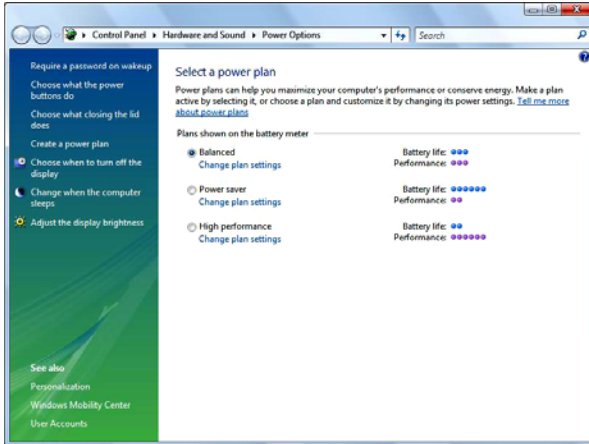 Control Panel ▸ Hardware and Sound ▸ Power Options
Search
Require a password on wakeup
Choose what the power
buttons do
Choose what closing the lid
does
Create a power plan
Choose when to turn off the
display
Change when the computer
sleeps
Adjust the display brightness
See also
Personalization
Windows Mobility Center
User Accounts
Select a power plan
Power plans can help you maximize your computer's performance or conserve energy. Make a plan
active by selecting it, or choose a plan and customize it by changing its power settings. Tell me more
about power plans
Plans shown on the battery meter
Balanced Battery life:
Change plan settings Performance:
Power saver Battery life:
Change plan settings Performance:
High performance Battery life:
Change plan settings Performance: